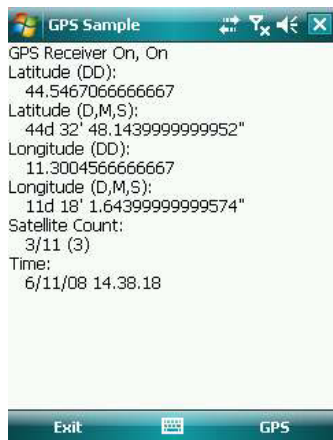 GPS Sample
GPS Receiver On, On
Latitude (DD):
44.5467066666667
Latitude (D,M,S):
44d 32' 48.1439999999952"
Longitude (DD):
11.3004566666667
Longitude (D,M,S):
11d 18' 1.64399999999574"
Satellite Count:
3/11 (3)
Time:
6/11/08 14.38.18
Exit GPS